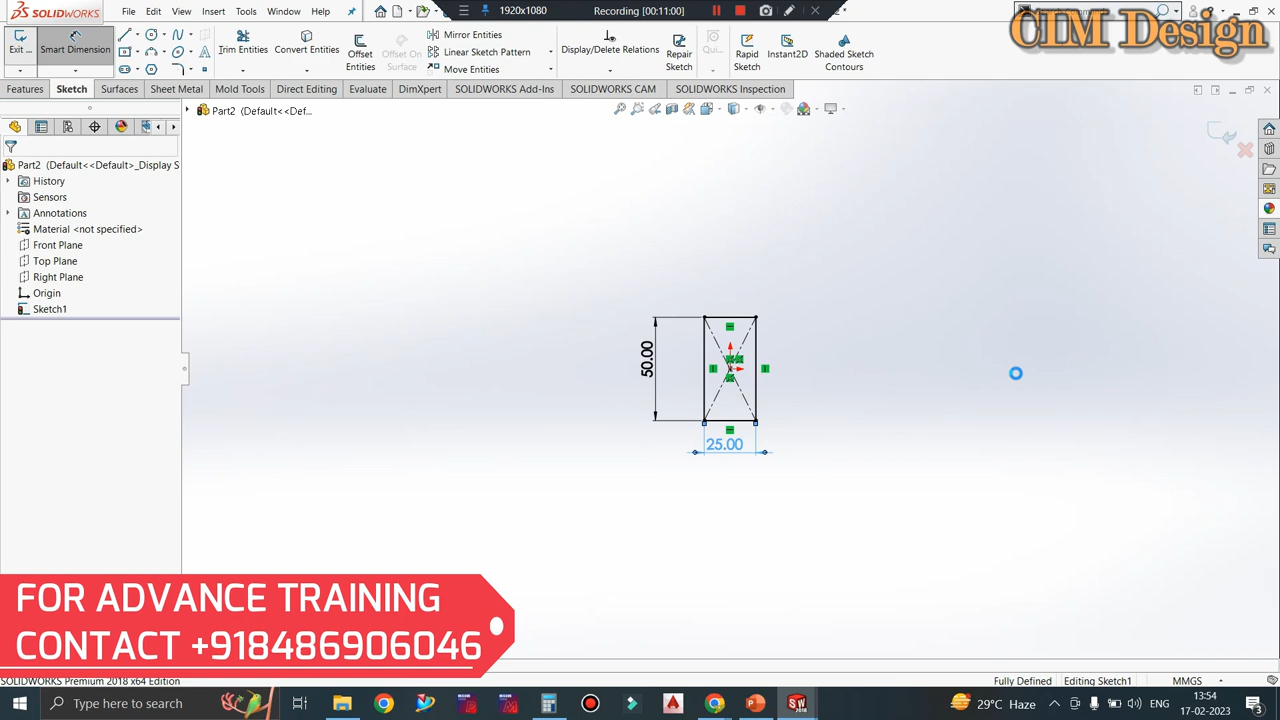 SOLIDWORKS
File Edit View Insert Tools Window Help
1920x1080 Recording [00:11:00]
CIM Design
Exit ... Smart Dimension Trim Entities Convert Entities Offset Entities Offset On Surface Mirror Entities Linear Sketch Pattern Move Entities Display/Delete Relations Repair Sketch Qui... Rapid Sketch Instant2D Shaded Sketch Contours
Features Sketch Surfaces Sheet Metal Mold Tools Direct Editing Evaluate DimXpert SOLIDWORKS Add-Ins SOLIDWORKS CAM SOLIDWORKS Inspection
Part2 (Default<<Def...
Part2 (Default<<Default>_Display S
History
Sensors
Annotations
Material <not specified>
Front Plane
Top Plane
Right Plane
Origin
Sketch1
50.00
25.00
FOR ADVANCE TRAINING
CONTACT +918486906046
SOLIDWORKS Premium 2018 x64 Edition Fully Defined Editing Sketch1 MMGS
Type here to search 29°C Haze ENG 13:54
17-02-2023 3